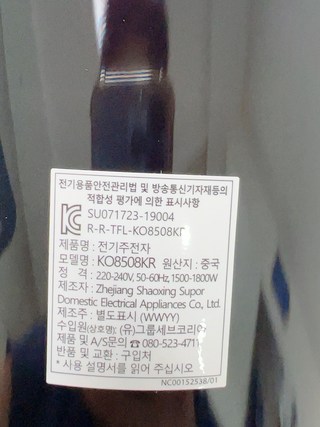 전기용품안전관리법 및 방송통신기자재등의
적합성 평가에 의한 표시사항
SU071723-19004
R-R-TFL-KO8508KR
제품명 : 전기주전자
모델명 : KO8508KR 원산지 : 중국
정 격 : 220-240V, 50-60Hz, 1500-1800W
제조자 : Zhejiang Shaoxing Supor
Domestic Electrical Appliances Co., Ltd.
제조주 : 별도표시 (WWYY)
수입원(상호명): (유)그룹세브코리아
제품 및 A/S문의 ☎ 080-523-4711
반품 및 교환 : 구입처
* 사용 설명서를 읽어 주십시오
NC00152538/01